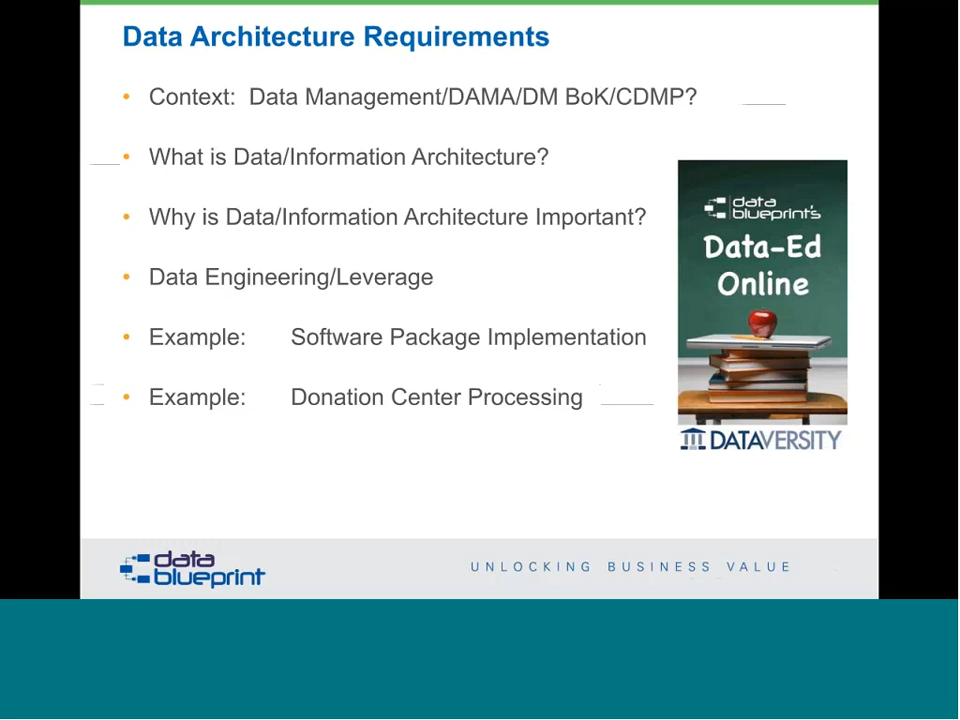 Data Architecture Requirements
• Context: Data Management/DAMA/DM BoK/CDMP?
• What is Data/Information Architecture?
• Why is Data/Information Architecture Important?
• Data Engineering/Leverage
• Example: Software Package Implementation
• Example: Donation Center Processing
data
blueprint's
Data-Ed
Online
DATAVERSITY
data
blueprint
UNLOCKING BUSINESS VALUE